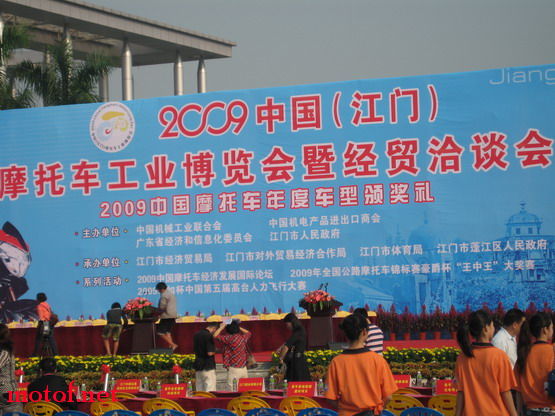 Jiang
2009中国（江门）
摩托车工业博览会暨经贸洽谈会
2009中国摩托车年度车型颁奖礼
主办单位：中国机械工业联合会 中国机电产品进出口商会
广东省经济和信息化委员会 江门市人民政府
承办单位：江门市经济贸易局 江门市对外贸易经济合作局 江门市体育局 江门市蓬江区人民政府
系列活动：2009中国摩托车经济发展国际论坛 2009年全国公路摩托车锦标赛豪爵杯“王中王”大奖赛
杯中国第五届高台人力飞行大赛
motof.net